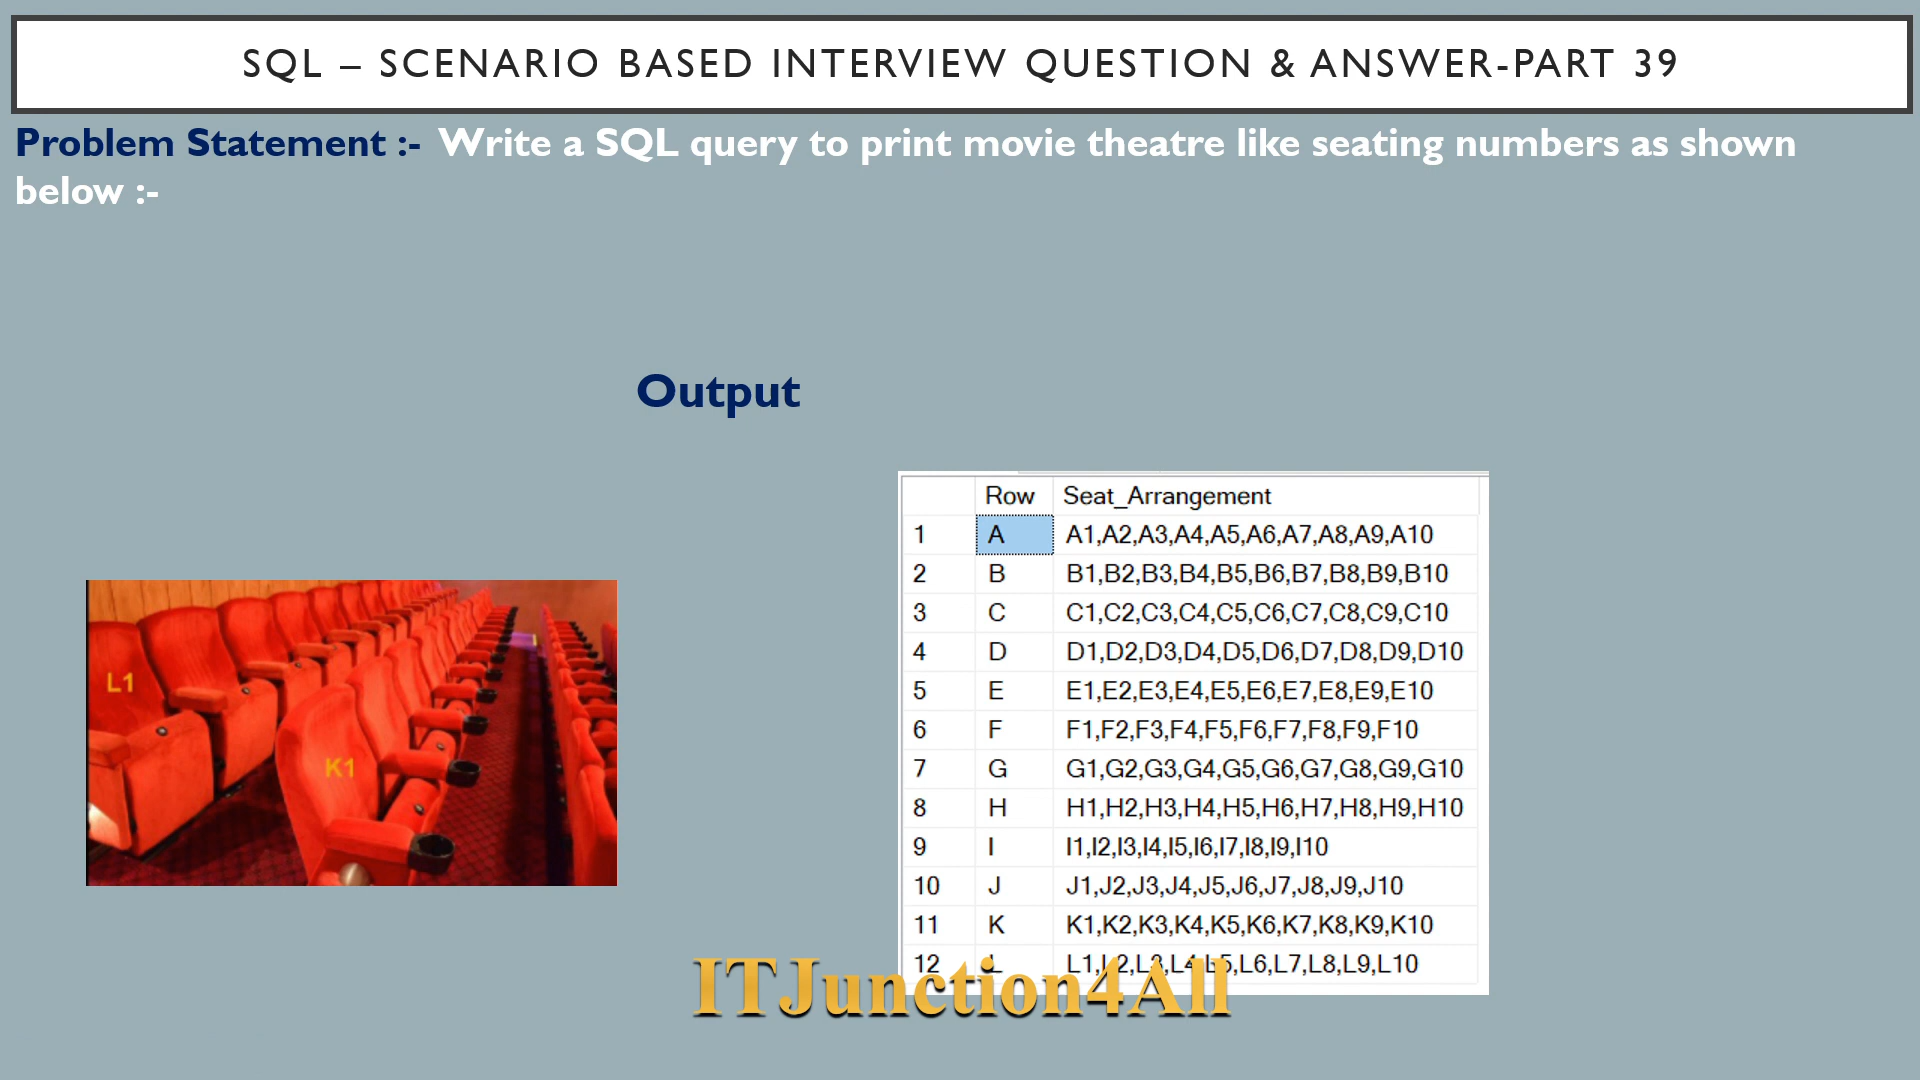 SQL – SCENARIO BASED INTERVIEW QUESTION & ANSWER-PART 39
Problem Statement :- Write a SQL query to print movie theatre like seating numbers as shown
below :-
Output
L1
K1
Row Seat_Arrangement
1 A A1,A2,A3,A4,A5,A6,A7,A8,A9,A10
2 B B1,B2,B3,B4,B5,B6,B7,B8,B9,B10
3 C C1,C2,C3,C4,C5,C6,C7,C8,C9,C10
4 D D1,D2,D3,D4,D5,D6,D7,D8,D9,D10
5 E E1,E2,E3,E4,E5,E6,E7,E8,E9,E10
6 F F1,F2,F3,F4,F5,F6,F7,F8,F9,F10
7 G G1,G2,G3,G4,G5,G6,G7,G8,G9,G10
8 H H1,H2,H3,H4,H5,H6,H7,H8,H9,H10
9 I I1,I2,I3,I4,I5,I6,I7,I8,I9,I10
10 J J1,J2,J3,J4,J5,J6,J7,J8,J9,J10
11 K K1,K2,K3,K4,K5,K6,K7,K8,K9,K10
12 L L1,L2,L3,L4,L5,L6,L7,L8,L9,L10
ITJunction4All